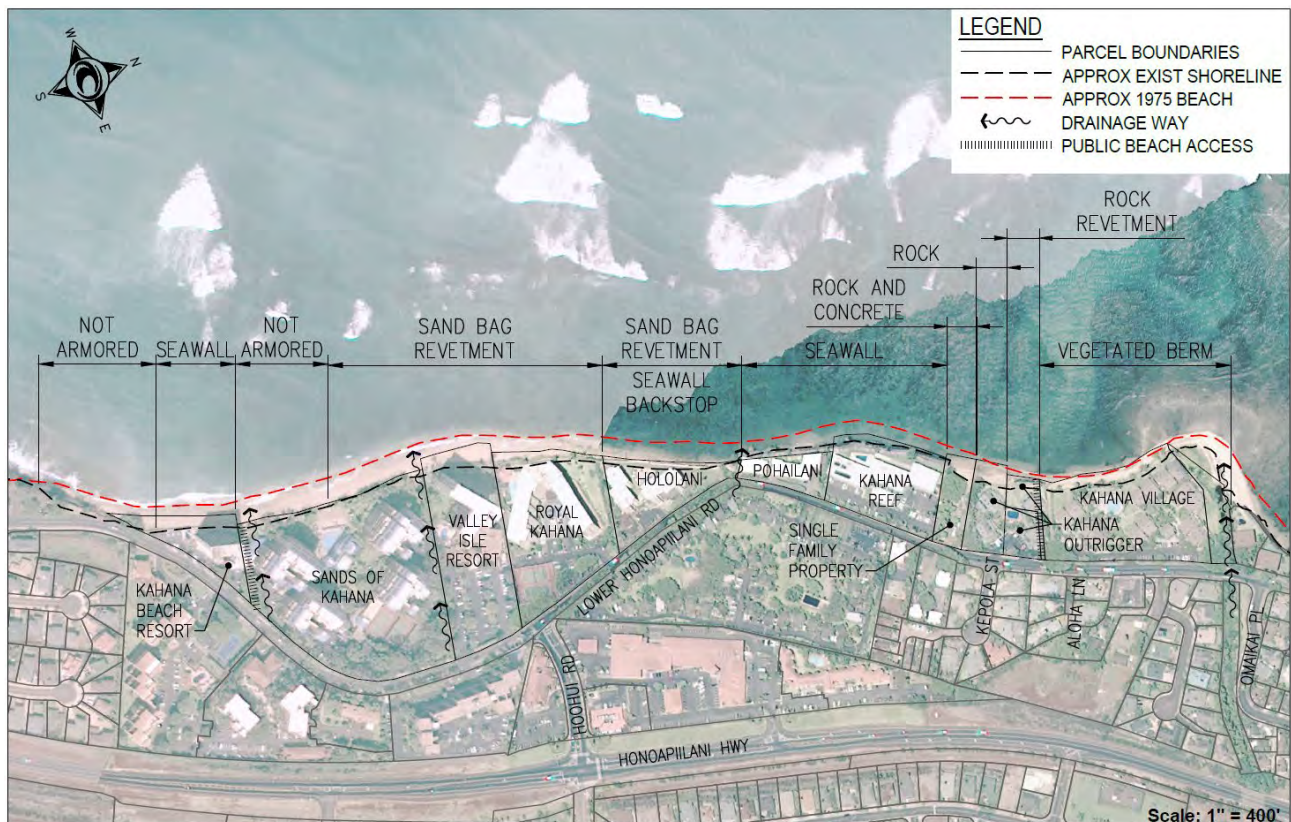 LEGEND
PARCEL BOUNDARIES
APPROX EXIST SHORELINE
APPROX 1975 BEACH
DRAINAGE WAY
PUBLIC BEACH ACCESS
W
N
S
E
ROCK
REVETMENT
ROCK
ROCK AND
CONCRETE
NOT
ARMORED
SEAWALL
NOT
ARMORED
SAND BAG
REVETMENT
SAND BAG
REVETMENT
SEAWALL
BACKSTOP
SEAWALL
VEGETATED BERM
KAHANA
BEACH
RESORT
SANDS OF
KAHANA
VALLEY
ISLE
RESORT
ROYAL
KAHANA
HOLOLANI
POHAILANI
KAHANA
REEF
SINGLE
FAMILY
PROPERTY
KAHANA VILLAGE
KAHANA
OUTRIGGER
LOWER HONOAPIILANI RD
HOOHUI RD
KEPOLA ST
ALOHA LN
OMAIKAI PL
HONOAPIILANI HWY
Scale: 1" = 400'